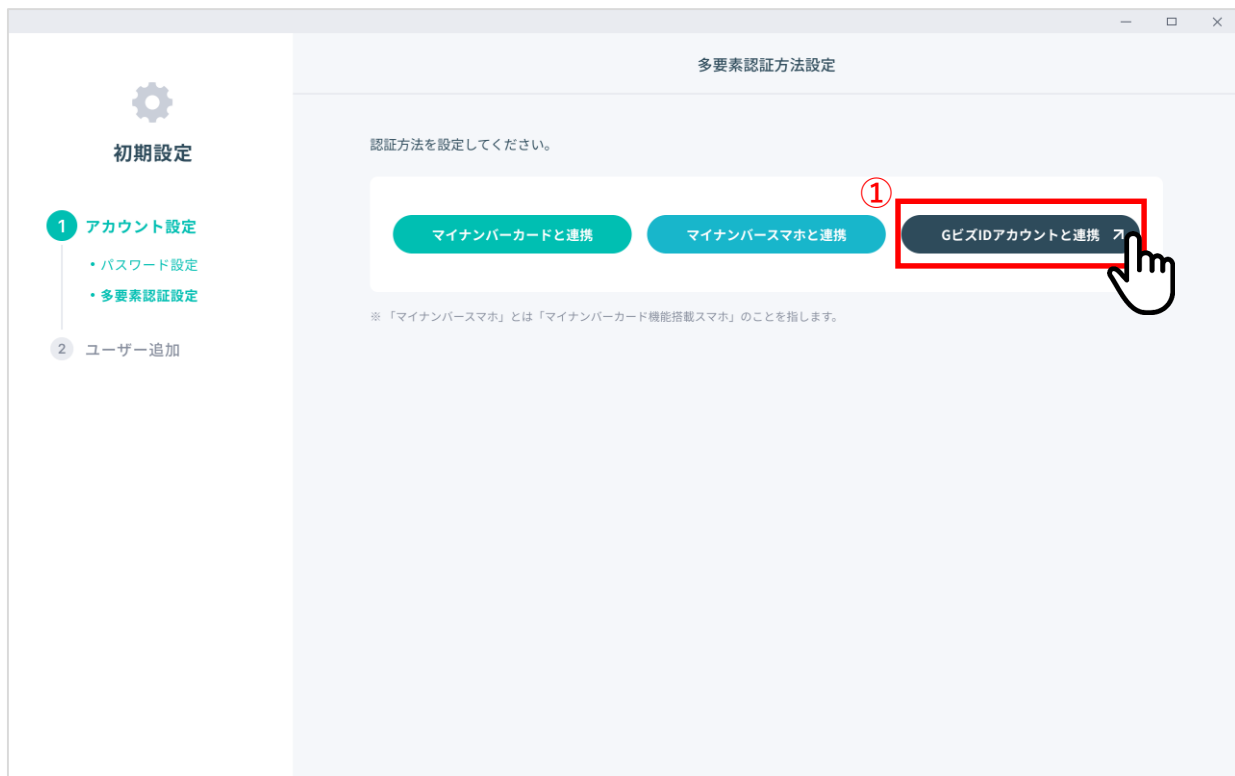 多要素認証方法設定
初期設定
1 アカウント設定
・パスワード設定
・多要素認証設定
2 ユーザー追加
認証方法を設定してください。
①
マイナンバーカードと連携
マイナンバースマホと連携
GビズIDアカウントと連携
※「マイナンバースマホ」とは「マイナンバーカード機能搭載スマホ」のことを指します。